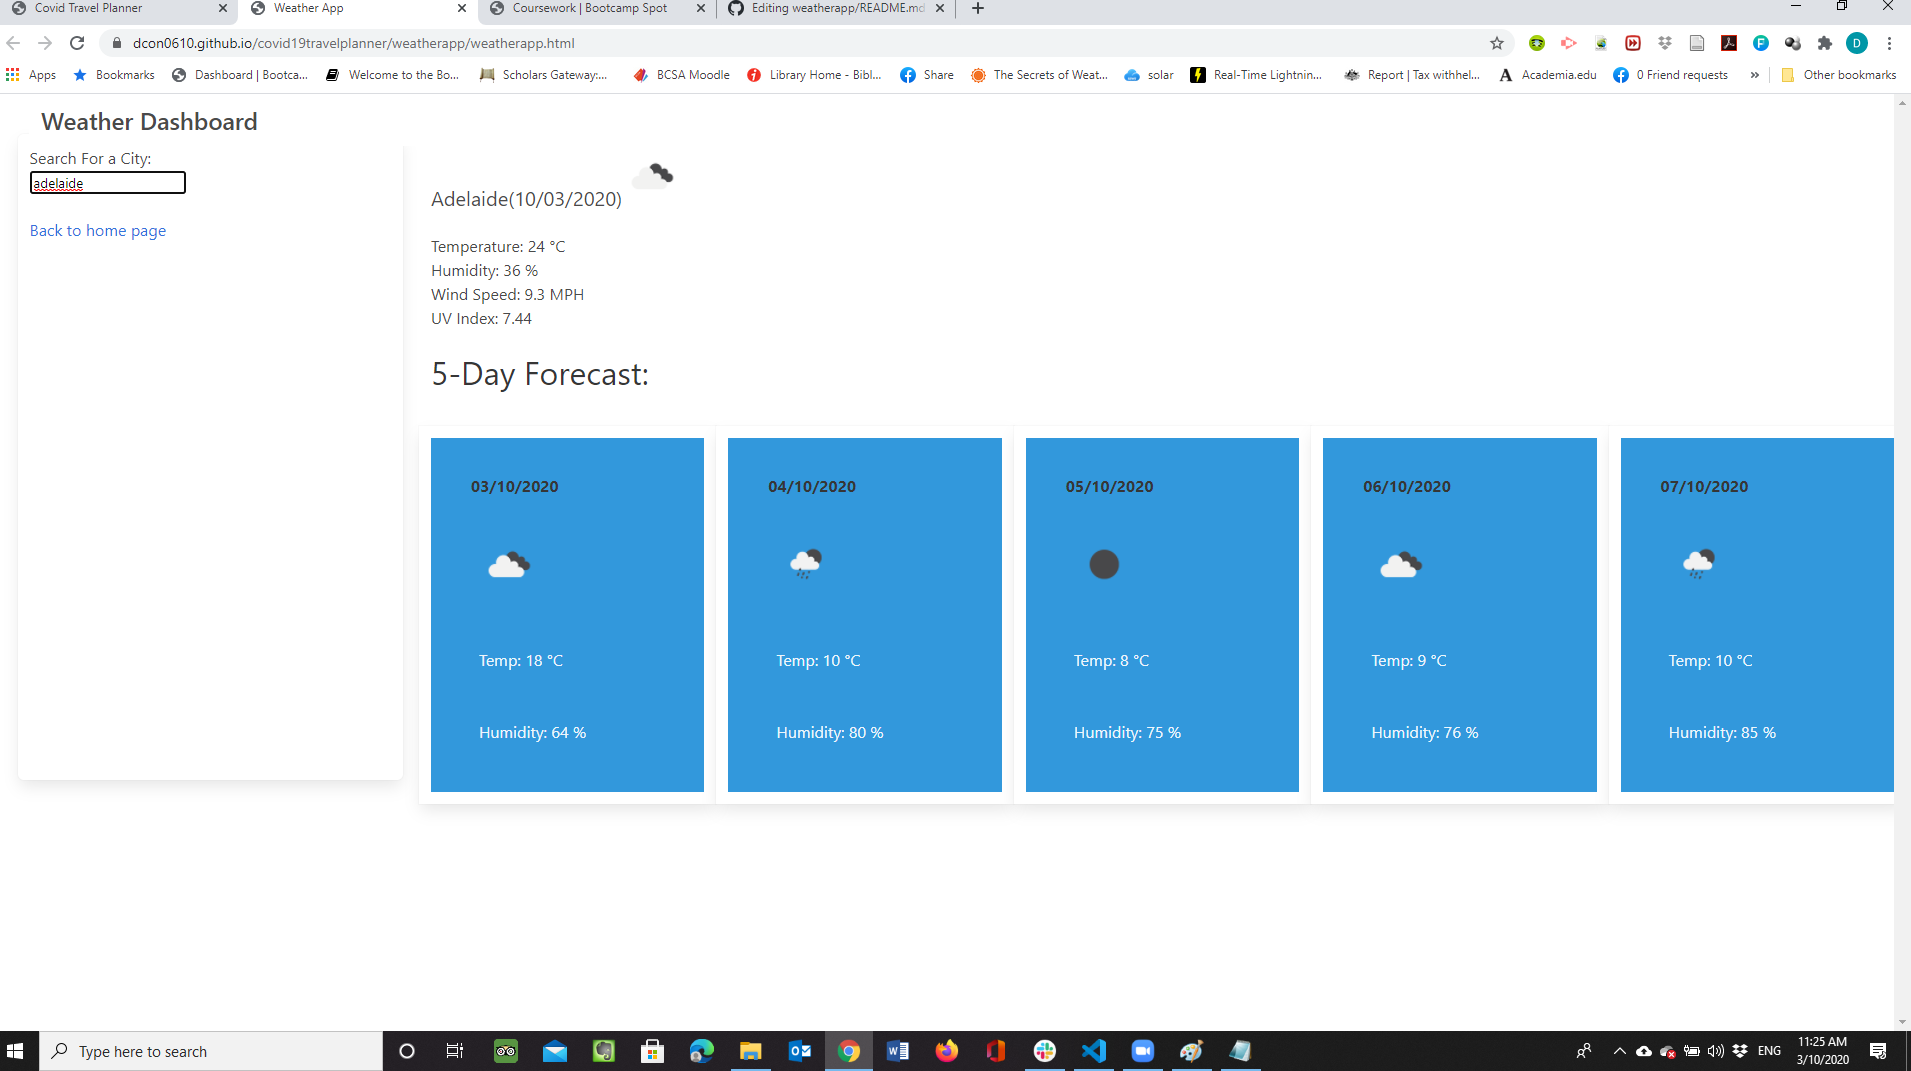 Covid Travel Planner
Weather App
Coursework | Bootcamp Spot
Editing weatherapp/README.md
dcon0610.github.io/covid19travelplanner/weatherapp/weatherapp.html
D
Apps
Bookmarks
Dashboard | Bootca...
Welcome to the Bo...
Scholars Gateway:...
BCSA Moodle
Library Home - Bibl...
Share
The Secrets of Weat...
solar
Real-Time Lightnin...
Report | Tax withhel...
Academia.edu
0 Friend requests
»
Other bookmarks
Weather Dashboard
Search For a City:
adelaide
Back to home page
Adelaide(10/03/2020)
Temperature: 24 °C
Humidity: 36 %
Wind Speed: 9.3 MPH
UV Index: 7.44
5-Day Forecast:
03/10/2020
Temp: 18 °C
Humidity: 64 %
04/10/2020
Temp: 10 °C
Humidity: 80 %
05/10/2020
Temp: 8 °C
Humidity: 75 %
06/10/2020
Temp: 9 °C
Humidity: 76 %
07/10/2020
Temp: 10 °C
Humidity: 85 %
Type here to search
ENG
11:25 AM
3/10/2020